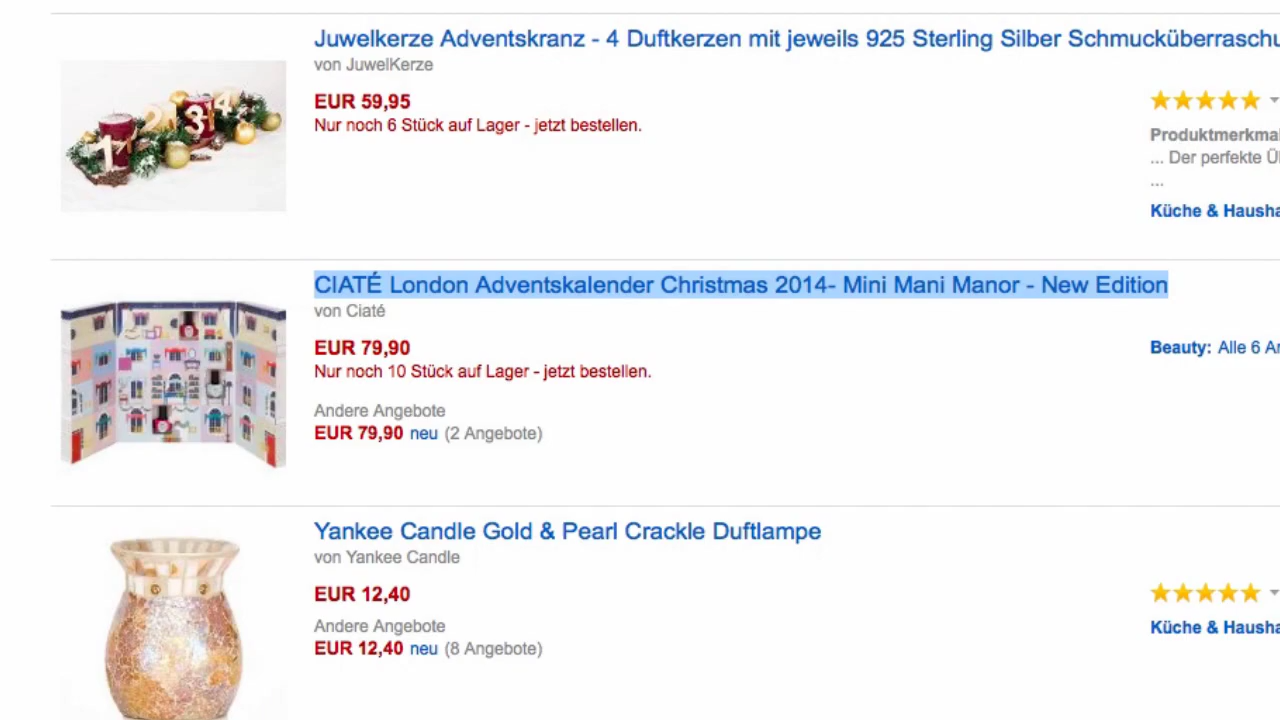 Juwelkerze Adventskranz - 4 Duftkerzen mit jeweils 925 Sterling Silber
von JuwelKerze
EUR 59,95
Nur noch 6 Stück auf Lager - jetzt bestellen.
1 2 3 4
... Der perfekte
...
Küche &
CIATÉ London Adventskalender Christmas 2014- Mini Mani Manor - New Edition
von Ciaté
EUR 79,90
Nur noch 10 Stück auf Lager - jetzt bestellen.
Beauty: Alle 6
Andere Angebote
EUR 79,90 neu (2 Angebote)
Yankee Candle Gold & Pearl Crackle Duftlampe
von Yankee Candle
EUR 12,40
Andere Angebote
EUR 12,40 neu (8 Angebote)
Küche &